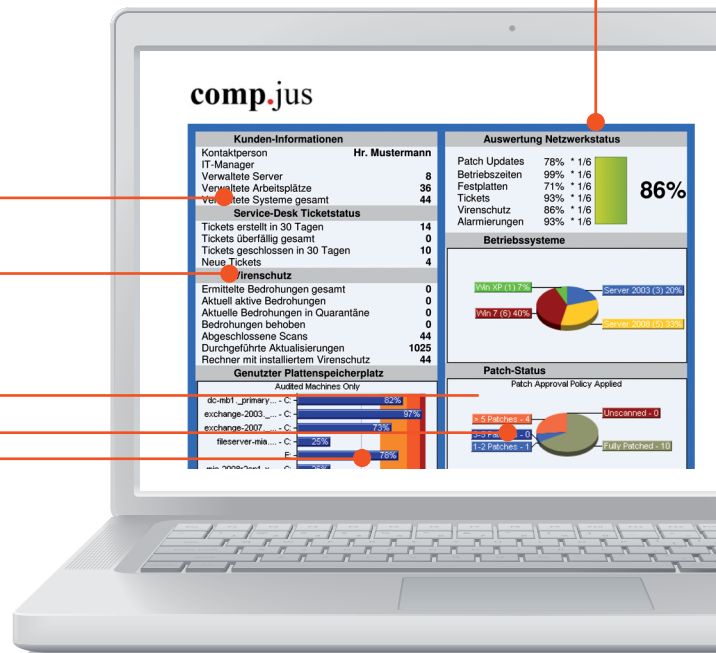 comp.jus
Kunden-Informationen
Kontaktperson Hr. Mustermann
IT-Manager
Verwaltete Server 8
Verwaltete Arbeitsplätze 36
Verwaltete Systeme gesamt 44
Service-Desk Ticketstatus
Tickets erstellt in 30 Tagen 14
Tickets überfällig gesamt 0
Tickets geschlossen in 30 Tagen 10
Neue Tickets 4
Virenschutz
Ermittelte Bedrohungen gesamt 0
Aktuell aktive Bedrohungen 0
Aktuelle Bedrohungen in Quarantäne 0
Bedrohungen behoben 0
Abgeschlossene Scans 44
Durchgeführte Aktualisierungen 1025
Rechner mit installiertem Virenschutz 44
Genutzter Plattenspeicherplatz
Audited Machines Only
dc-mb1._primary... - C: 82%
exchange-2003._... - C: 97%
exchange-2007. ... - C: 73%
fileserver-mia.... - C: 25%
E: 78%
Auswertung Netzwerkstatus
Patch Updates 78% * 1/6
Betriebszeiten 99% * 1/6
Festplatten 71% * 1/6
Tickets 93% * 1/6
Virenschutz 86% * 1/6
Alarmierungen 93% * 1/6
86%
Betriebssysteme
Win XP (1) 7%
Server 2003 (3) 20%
Win 7 (6) 40%
Server 2008 (5) 33%
Patch-Status
Patch Approval Policy Applied
> 5 Patches - 4
Unscanned - 0
3-5 Patches - 0
1-2 Patches - 1
Fully Patched - 10